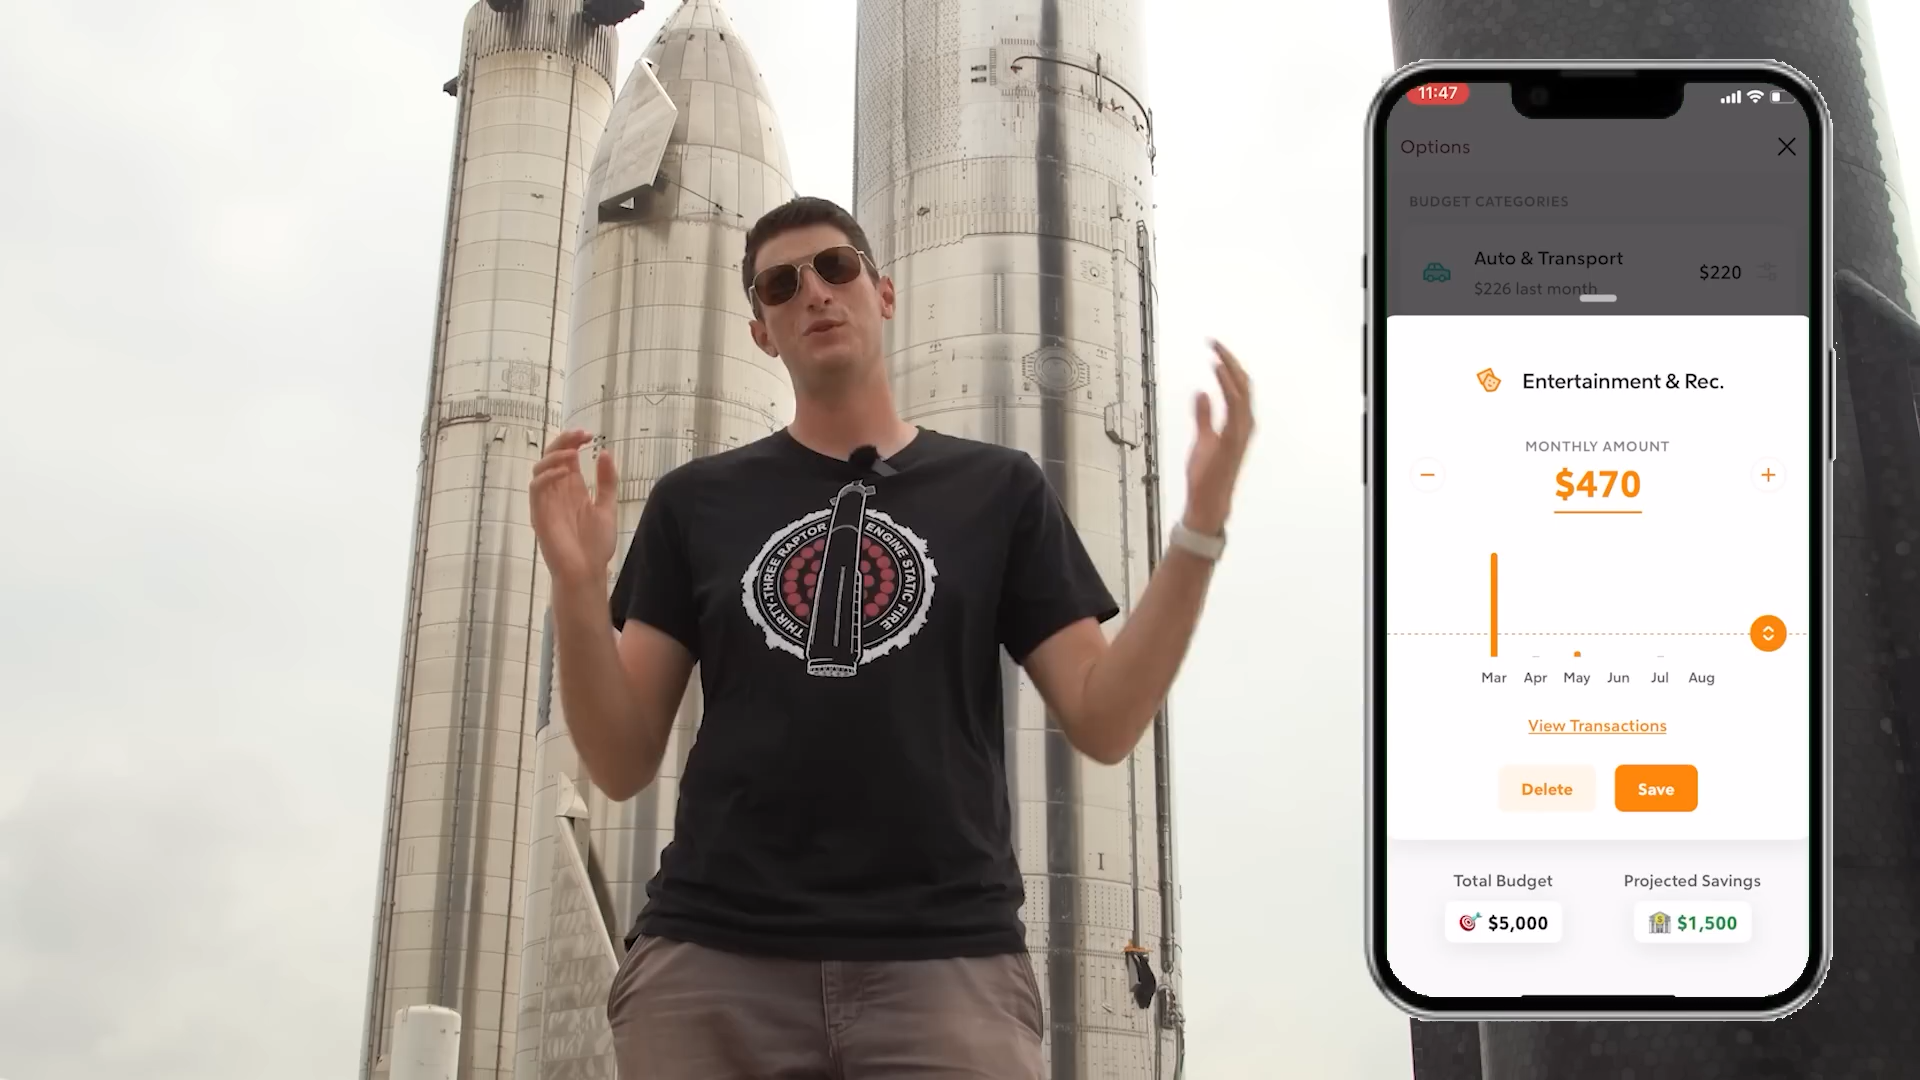 THIRTY-THREE RAPTOR ENGINE STATIC FIRE
I
11:47
Options
BUDGET CATEGORIES
Auto & Transport
$220
$226 last month
Entertainment & Rec.
MONTHLY AMOUNT
− $470 +
Mar Apr May Jun Jul Aug
View Transactions
Delete Save
Total Budget Projected Savings
$5,000 $1,500